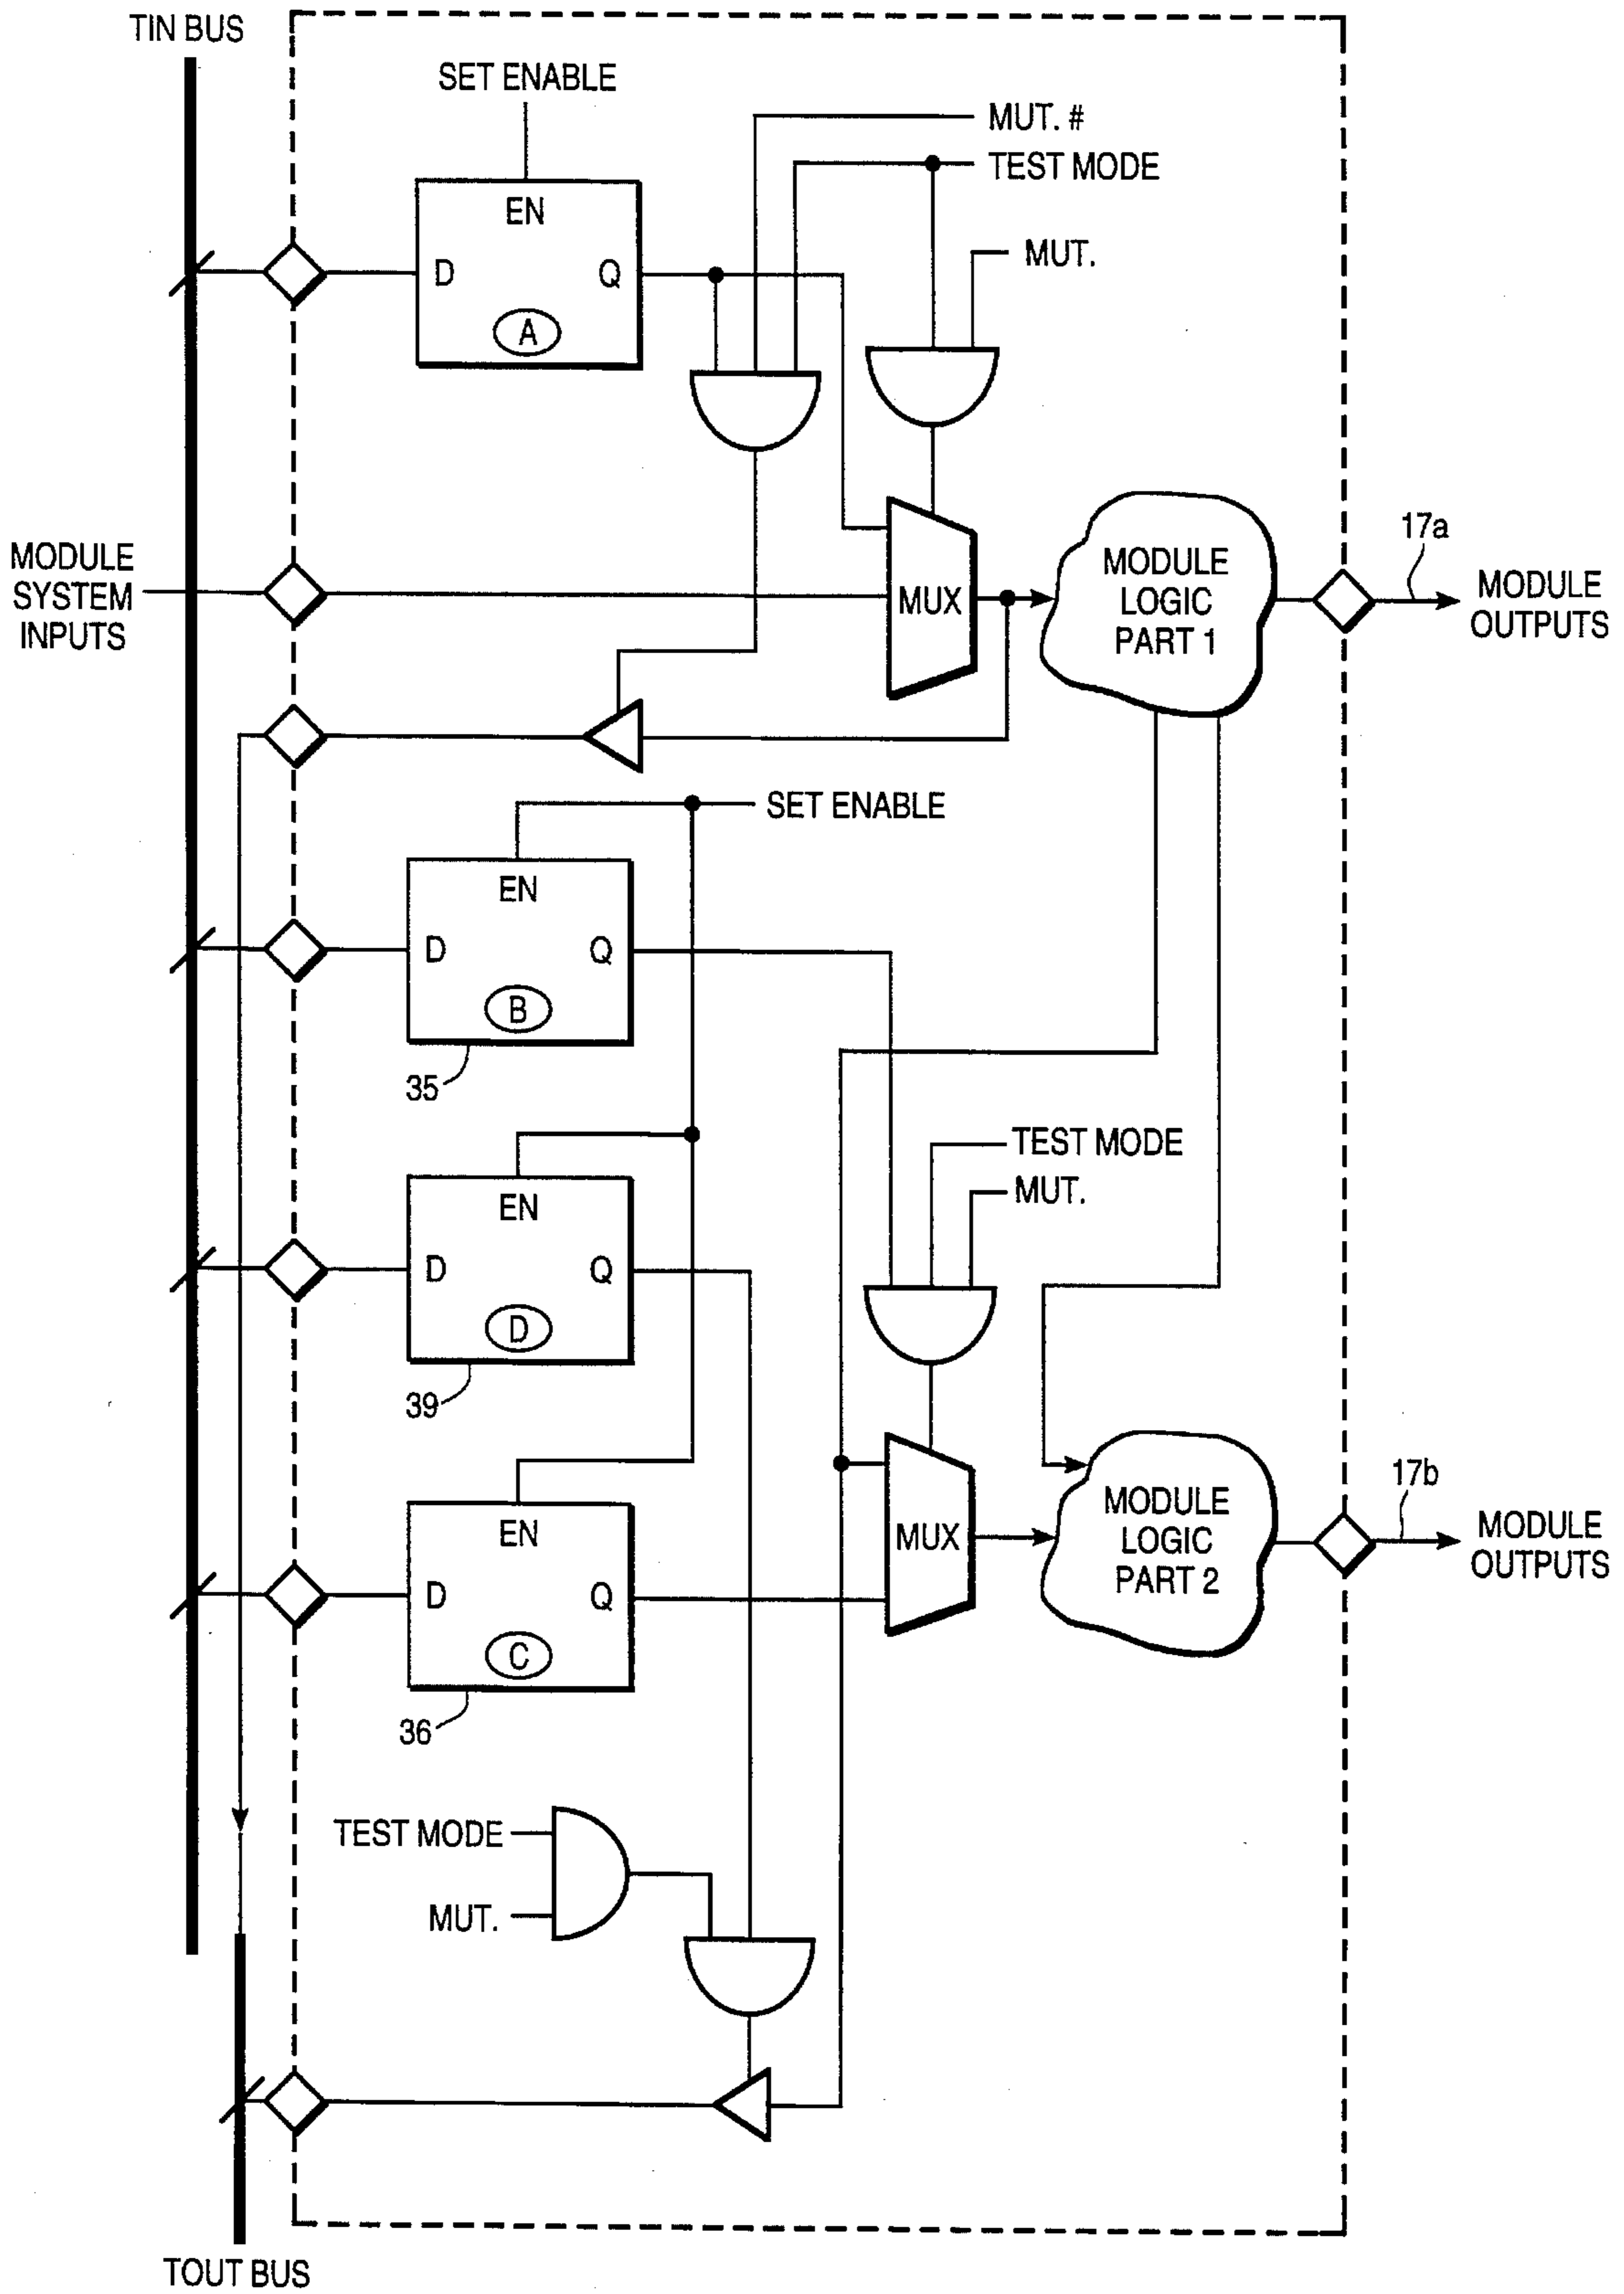 TIN BUS
SET ENABLE
MUT. #
TEST MODE
MUT.
EN
D
Q
A
MODULE
SYSTEM
INPUTS
MUX
MODULE
LOGIC
PART 1
17a
MODULE
OUTPUTS
SET ENABLE
EN
D
Q
B
35
TEST MODE
MUT.
EN
D
Q
D
39
EN
D
Q
C
36
MUX
MODULE
LOGIC
PART 2
17b
MODULE
OUTPUTS
TEST MODE
MUT.
TOUT BUS